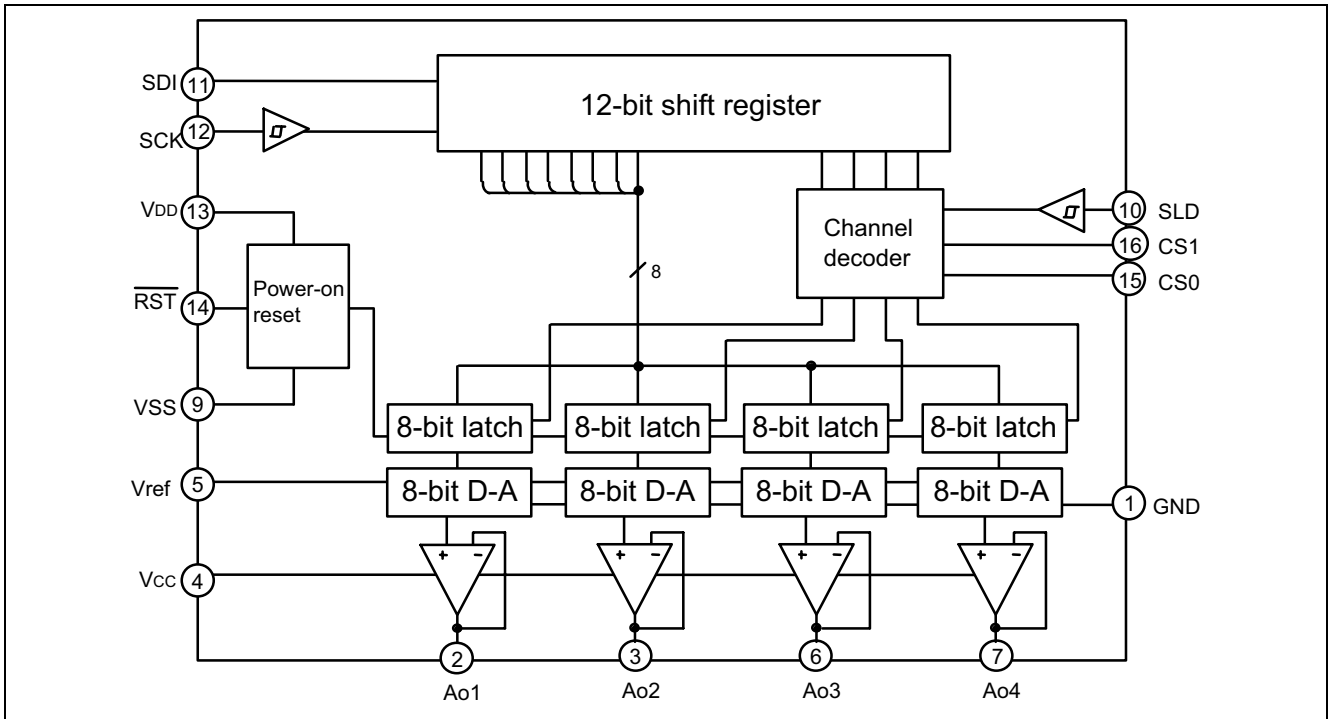 SDI 11
12-bit shift register
SCK 12
VDD 13
10 SLD
Channel
decoder
16 CS1
15 CS0
8
Power-on
reset
RST 14
VSS 9
8-bit latch 8-bit latch 8-bit latch 8-bit latch
Vref 5
8-bit D-A 8-bit D-A 8-bit D-A 8-bit D-A
1 GND
+ − + − + − + −
VCC 4
2 3 6 7
Ao1 Ao2 Ao3 Ao4